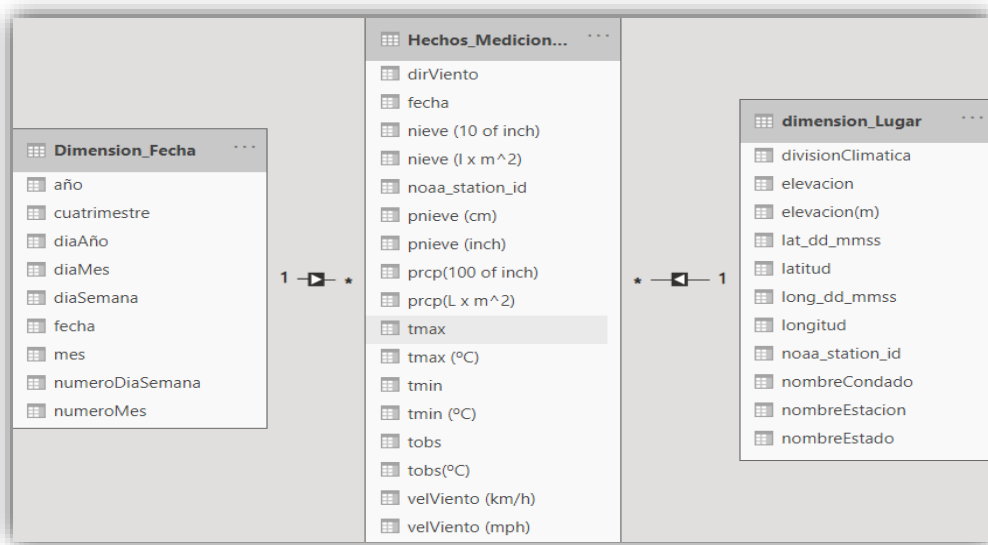 Dimension_Fecha
año
cuatrimestre
diaAño
diaMes
diaSemana
fecha
mes
numeroDiaSemana
numeroMes
1
*
Hechos_Medicion...
dirViento
fecha
nieve (10 of inch)
nieve (l x m^2)
noaa_station_id
pnieve (cm)
pnieve (inch)
prcp(100 of inch)
prcp(L x m^2)
tmax
tmax (ºC)
tmin
tmin (ºC)
tobs
tobs(ºC)
velViento (km/h)
velViento (mph)
*
1
dimension_Lugar
divisionClimatica
elevacion
elevacion(m)
lat_dd_mmss
latitud
long_dd_mmss
longitud
noaa_station_id
nombreCondado
nombreEstacion
nombreEstado